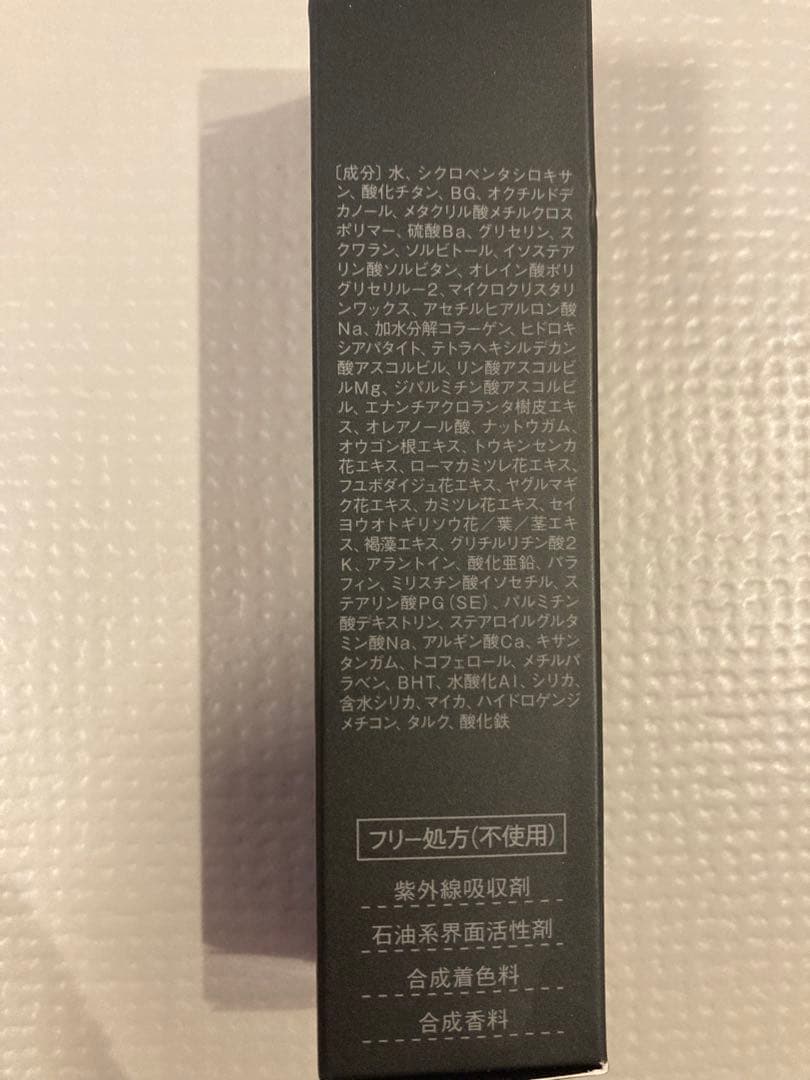 〔成分〕水、シクロペンタシロキサ
ン、酸化チタン、BG、オクチルドデ
カノール、メタクリル酸メチルクロス
ポリマー、硫酸Ba、グリセリン、ス
クワラン、ソルビトール、イソステア
リン酸ソルビタン、オレイン酸ポリ
グリセリル－2、マイクロクリスタリ
ンワックス、アセチルヒアルロン酸
Na、加水分解コラーゲン、ヒドロキ
シアパタイト、テトラヘキシルデカン
酸アスコルビル、リン酸アスコルビ
ルMg、ジパルミチン酸アスコルビ
ル、エナンチアクロランタ樹皮エキ
ス、オレアノール酸、ナットウガム、
オウゴン根エキス、トウキンセンカ
花エキス、ローマカミツレ花エキス、
フユボダイジュ花エキス、ヤグルマギ
ク花エキス、カミツレ花エキス、セイ
ヨウオトギリソウ花／葉／茎エキ
ス、褐藻エキス、グリチルリチン酸2
K、アラントイン、酸化亜鉛、パラ
フィン、ミリスチン酸イソセチル、ス
テアリン酸PG（SE）、パルミチン
酸デキストリン、ステアロイルグルタ
ミン酸Na、アルギン酸Ca、キサン
タンガム、トコフェロール、メチルパ
ラベン、BHT、水酸化Al、シリカ、
含水シリカ、マイカ、ハイドロゲンジ
メチコン、タルク、酸化鉄
フリー処方（不使用）
紫外線吸収剤
石油系界面活性剤
合成着色料
合成香料